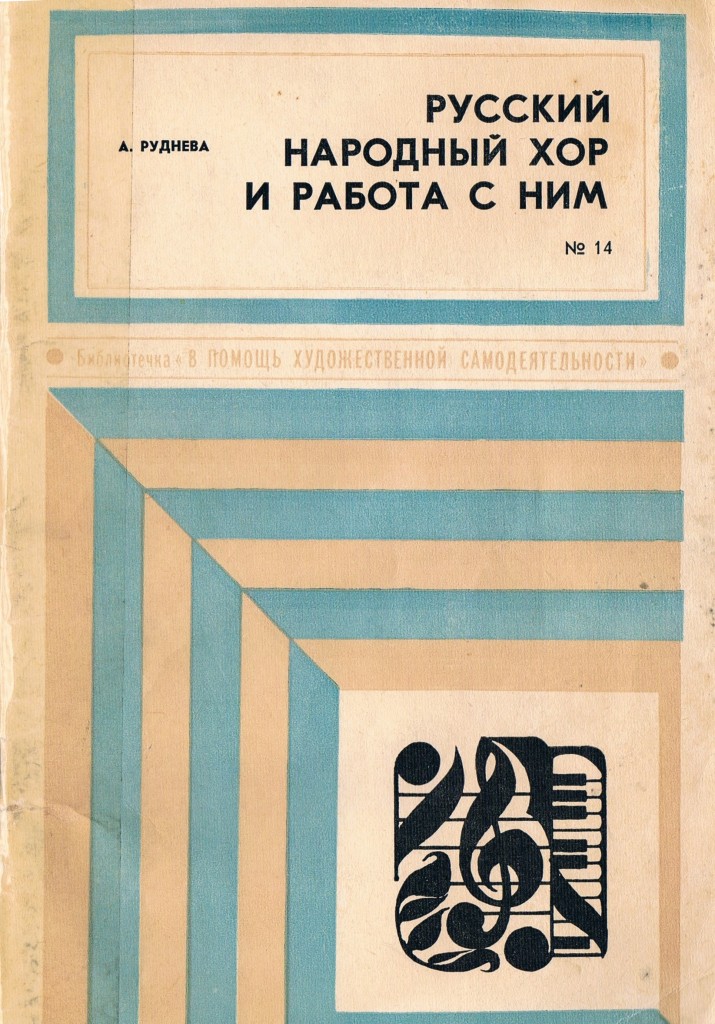 А. РУДНЕВА
РУССКИЙ
НАРОДНЫЙ ХОР
И РАБОТА С НИМ
№ 14
Библиотечка «В ПОМОЩЬ ХУДОЖЕСТВЕННОЙ САМОДЕЯТЕЛЬНОСТИ»